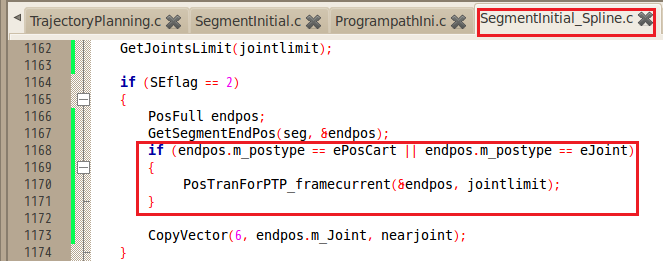 TrajectoryPlanning.c SegmentInitial.c ProgrampathIni.c SegmentInitial_Spline.c
1162 GetJointsLimit(jointlimit);
1163
1164 if (SEflag == 2)
1165 {
1166 PosFull endpos;
1167 GetSegmentEndPos(seg, &endpos);
1168 if (endpos.m_postype == ePosCart || endpos.m_postype == eJoint)
1169 {
1170 PosTranForPTP_framecurrent(&endpos, jointlimit);
1171 }
1172
1173 CopyVector(6, endpos.m_Joint, nearjoint);
1174 }